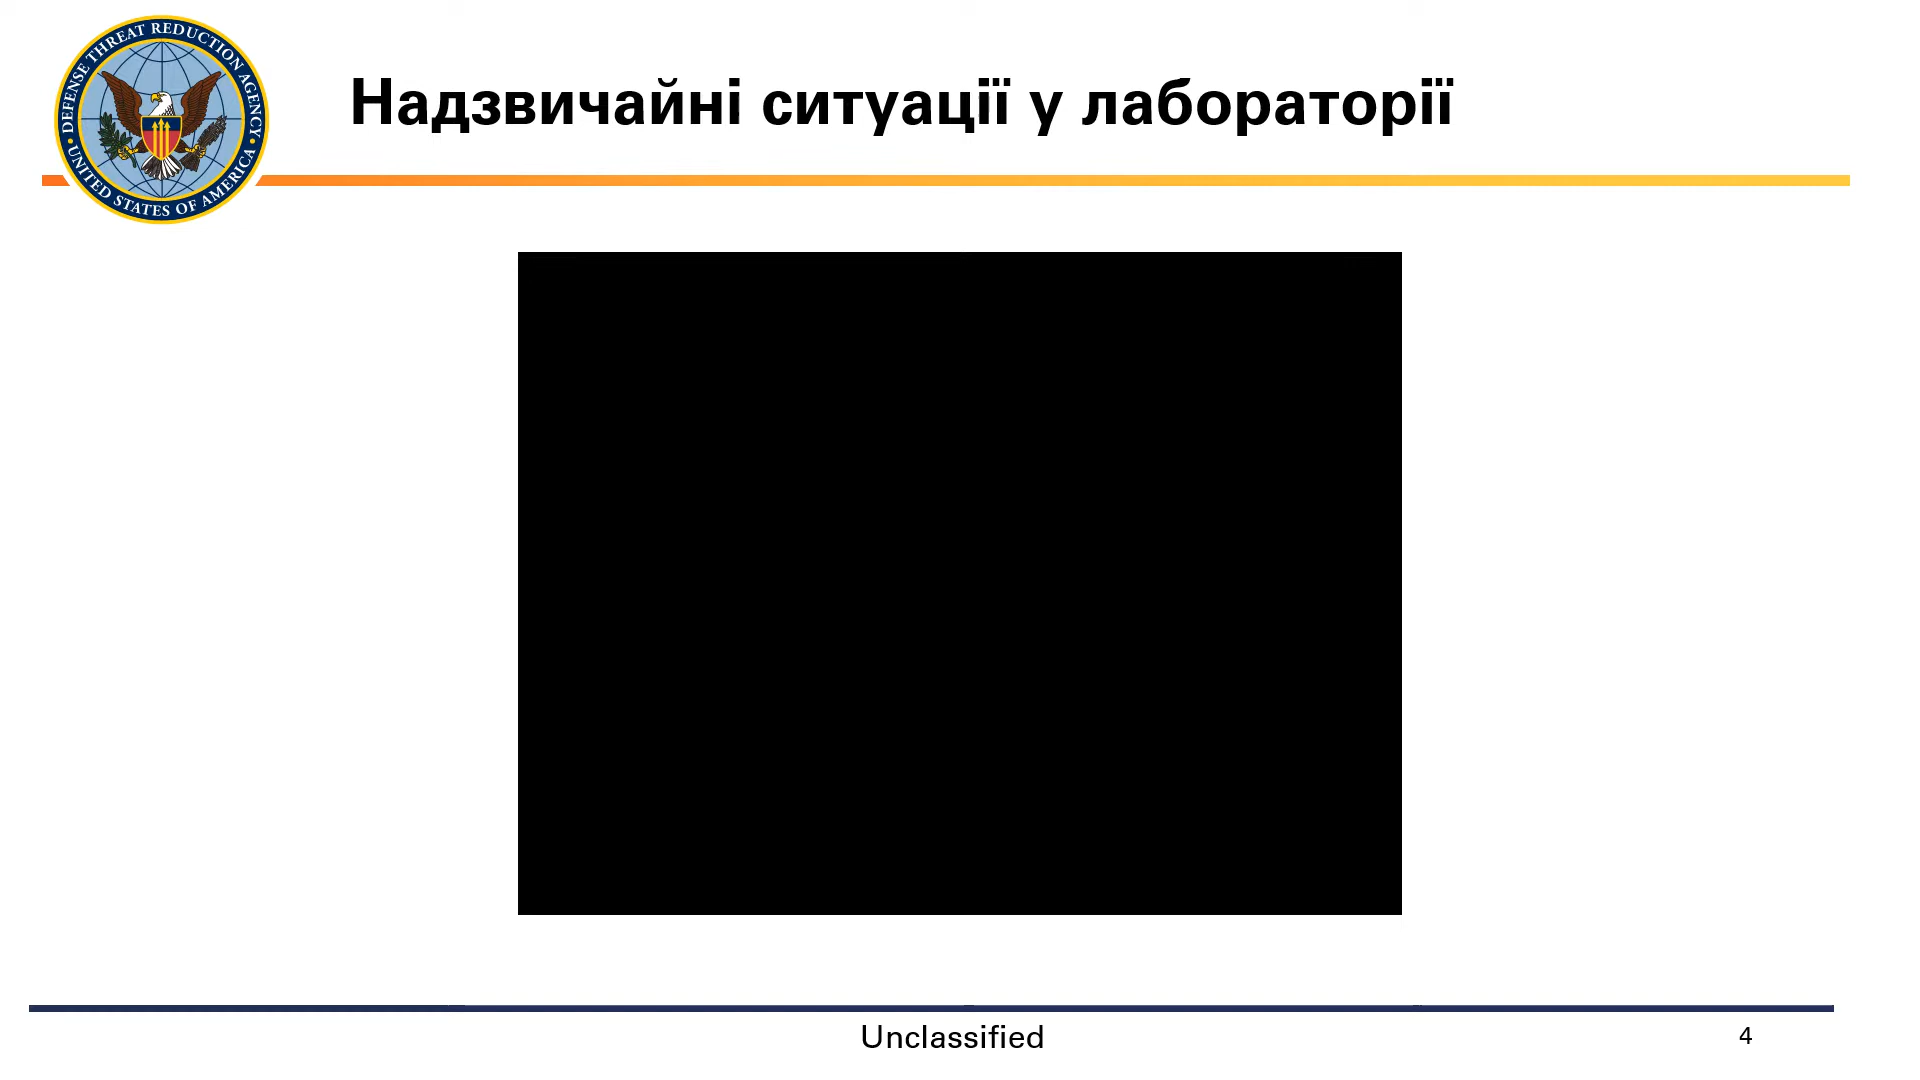 DEFENSE THREAT REDUCTION AGENCY
UNITED STATES OF AMERICA
Надзвичайні ситуації у лабораторії
Unclassified
4